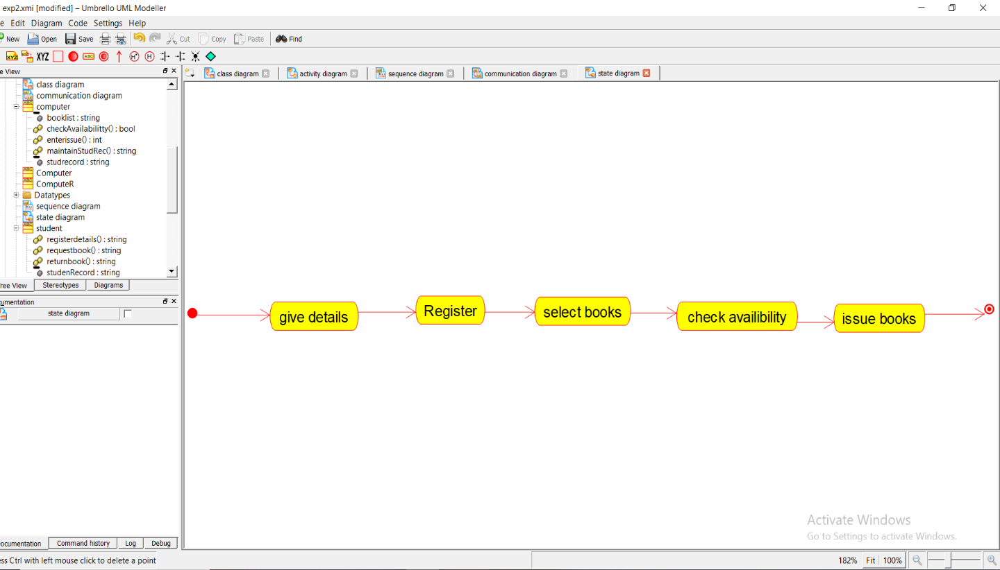 exp2.xmi [modified] – Umbrello UML Modeller
e Edit Diagram Code Settings Help
New Open Save Cut Copy Paste Find
XYZ XYZ ABC H* H
e View
class diagram activity diagram sequence diagram communication diagram state diagram
class diagram
communication diagram
computer
booklist : string
checkAvailabilitty() : bool
enterissue() : int
maintainStudRec() : string
studrecord : string
Computer
ComputeR
Datatypes
sequence diagram
state diagram
student
registerdetails() : string
requestbook() : string
returnbook() : string
studenRecord : string
ree View Stereotypes Diagrams
umentation
state diagram
give details Register select books check availibility issue books
Activate Windows
Go to Settings to activate Windows.
ocumentation Command history Log Debug
ess Ctrl with left mouse click to delete a point
182% Fit 100%